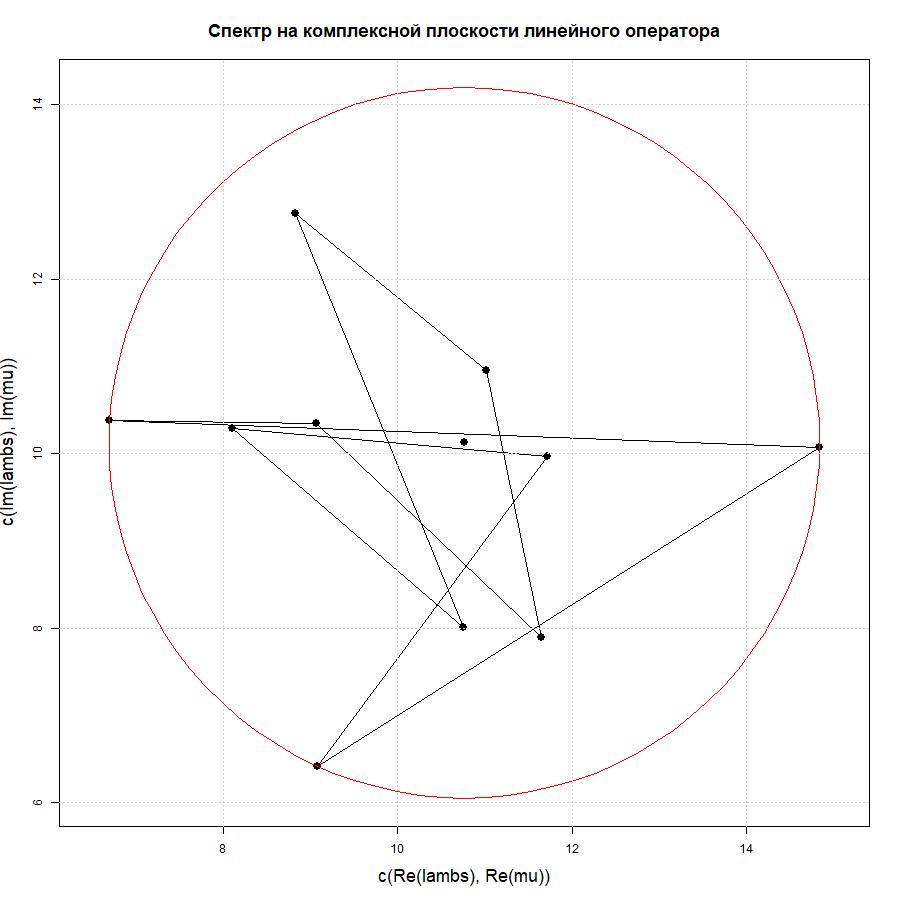 Спектр на комплексной плоскости линейного оператора
14
12
10
8
6
c(Im(lambs), Im(mu))
8 10 12 14
c(Re(lambs), Re(mu))